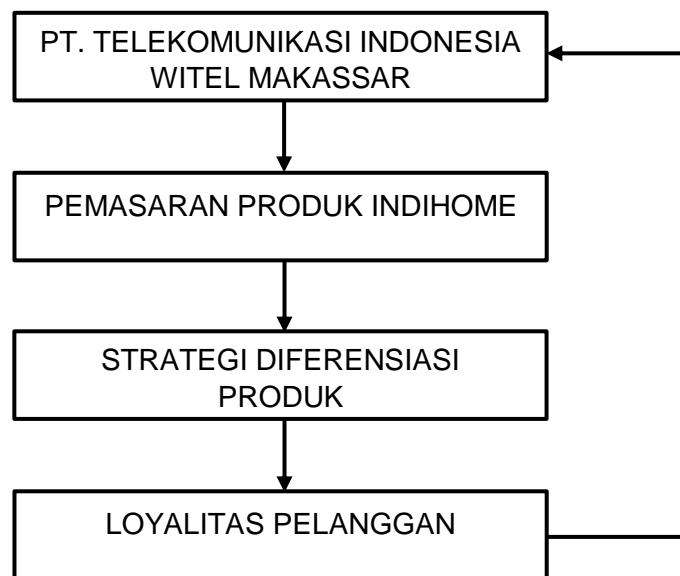 PT. TELEKOMUNIKASI INDONESIA
WITEL MAKASSAR
PEMASARAN PRODUK INDIHOME
STRATEGI DIFERENSIASI
PRODUK
LOYALITAS PELANGGAN